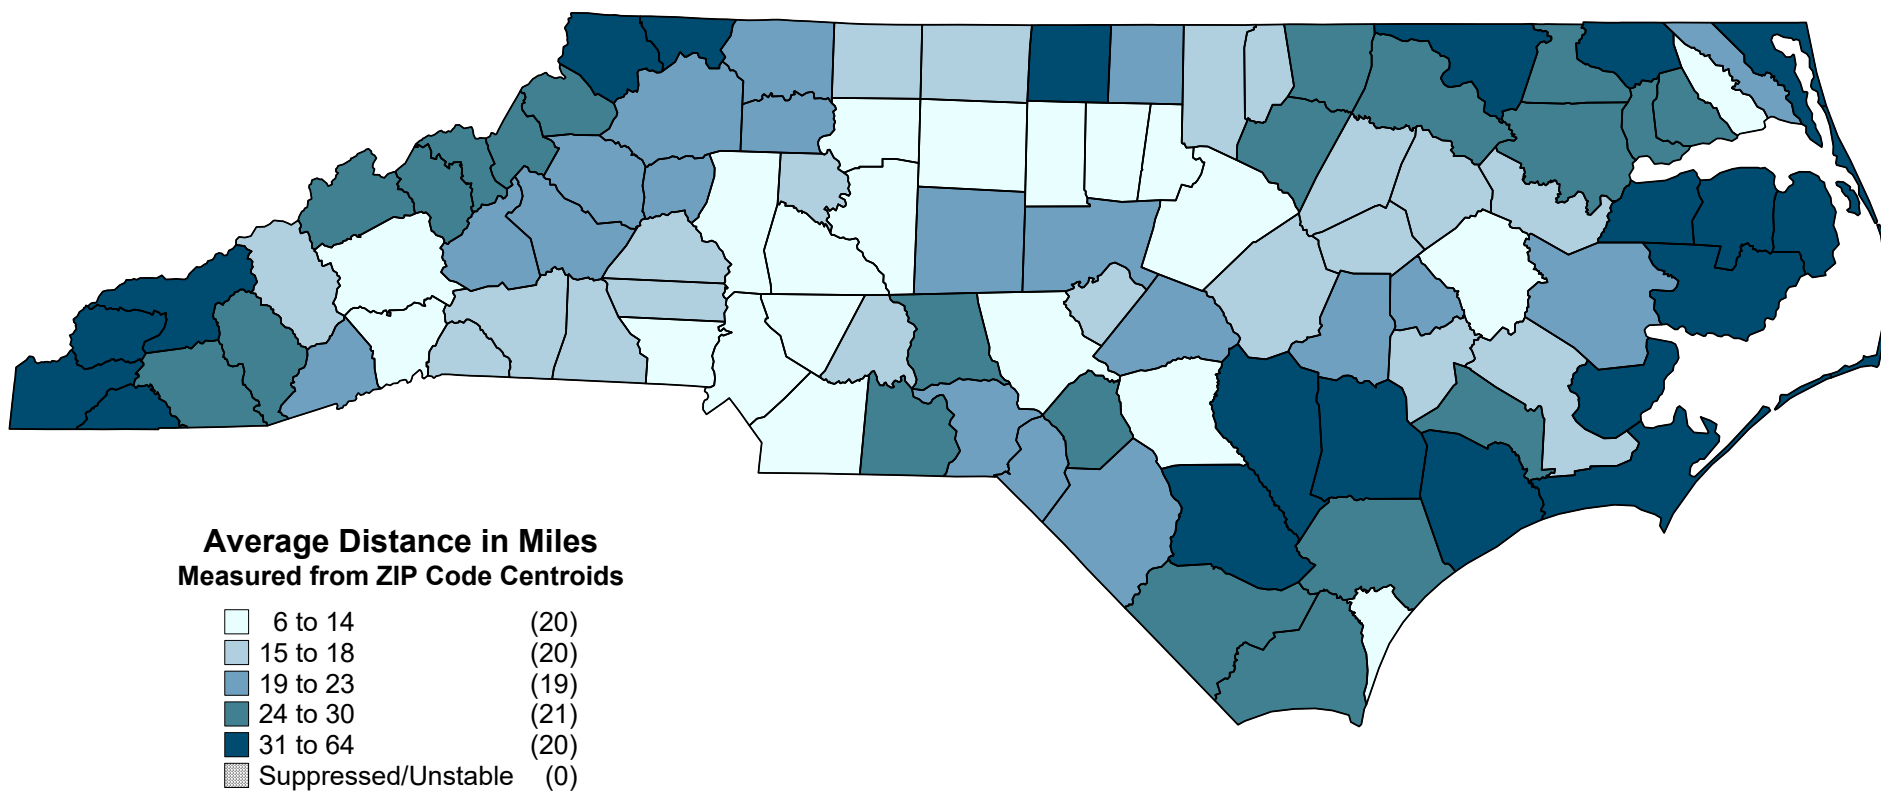 Average Distance in Miles
Measured from ZIP Code Centroids
6 to 14 (20)
15 to 18 (20)
19 to 23 (19)
24 to 30 (21)
31 to 64 (20)
Suppressed/Unstable (0)